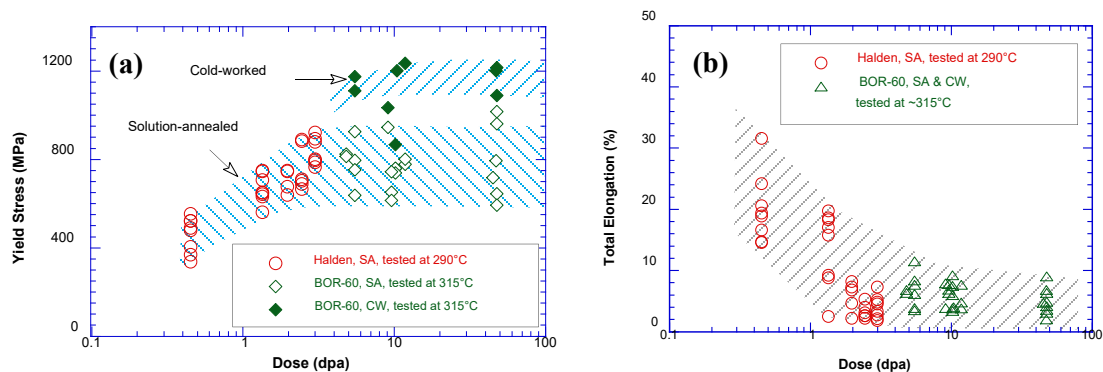 (a)
Cold-worked
Solution-annealed
Yield Stress (MPa)
1200
800
400
0
Halden, SA, tested at 290°C
BOR-60, SA, tested at 315°C
BOR-60, CW, tested at 315°C
0.1
1
10
100
Dose (dpa)
(b)
Halden, SA, tested at 290°C
BOR-60, SA & CW,
tested at ~315°C
Total Elongation (%)
50
40
30
20
10
0
0.1
1
10
100
Dose (dpa)